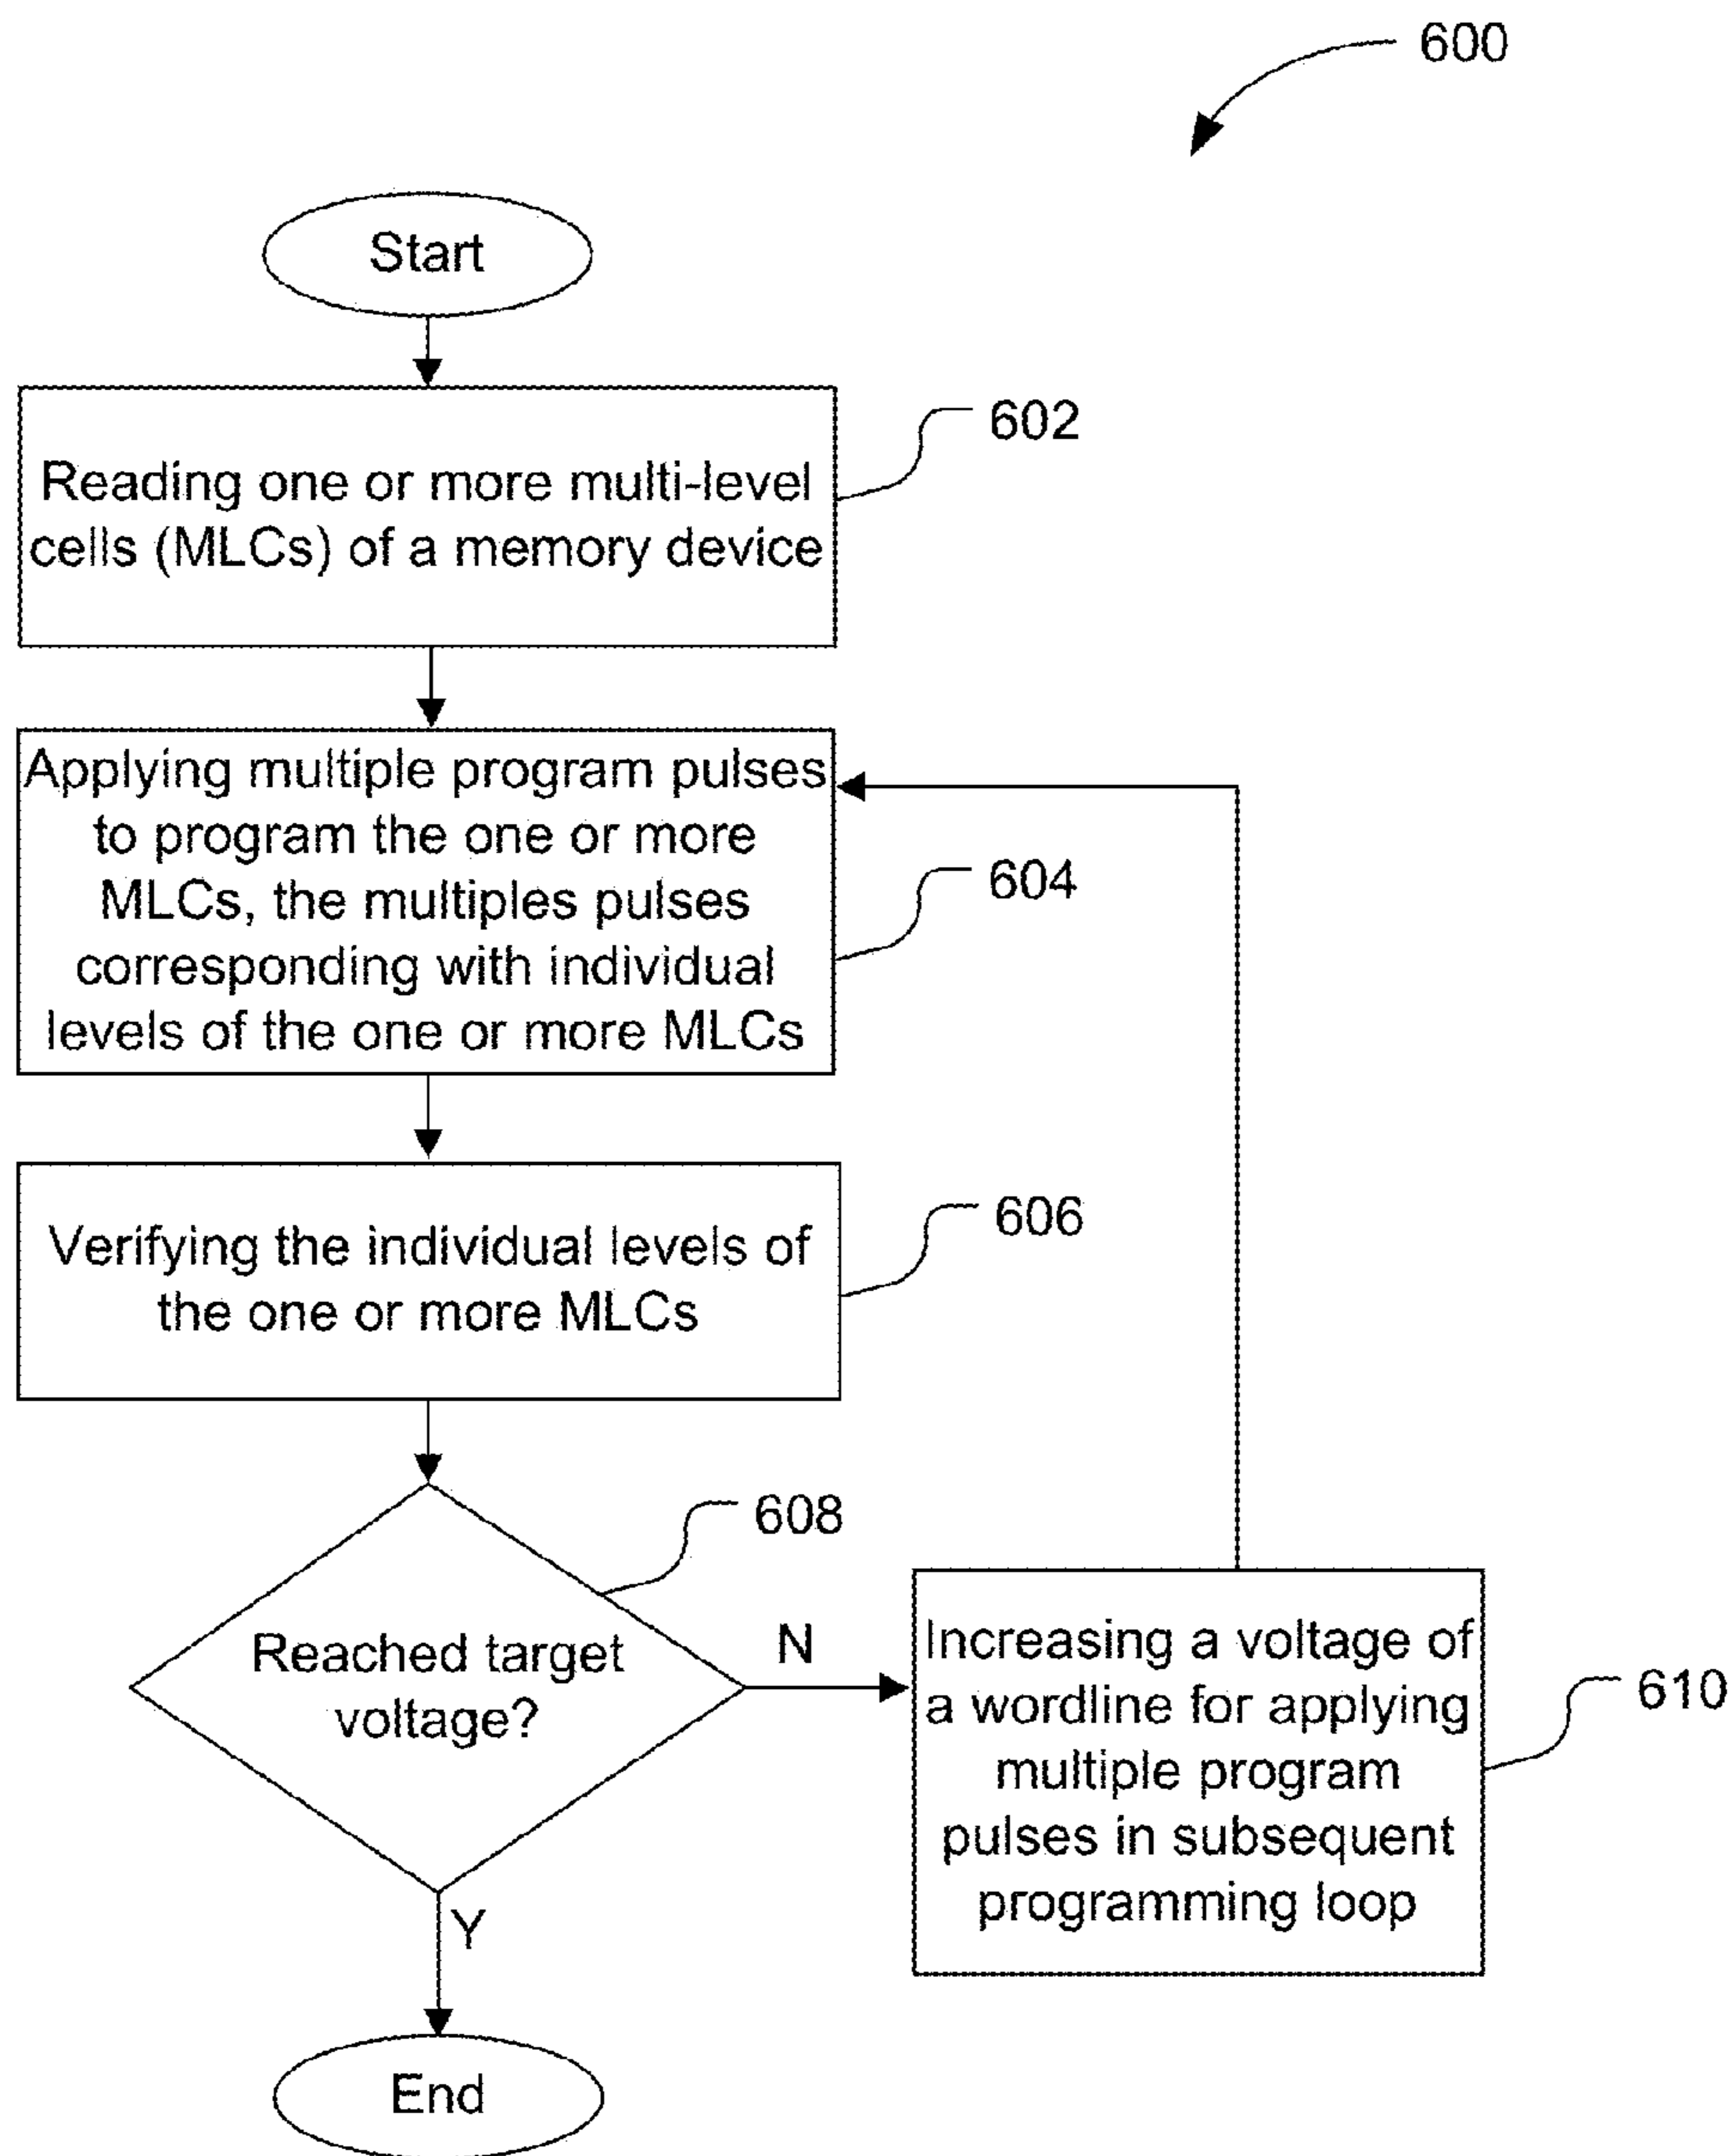 600
Start
602
Reading one or more multi-level
cells (MLCs) of a memory device
Applying multiple program pulses
to program the one or more
MLCs, the multiples pulses
corresponding with individual
levels of the one or more MLCs
604
606
Verifying the individual levels of
the one or more MLCs
608
Reached target
voltage?
N
Increasing a voltage of
a wordline for applying
multiple program
pulses in subsequent
programming loop
610
Y
End